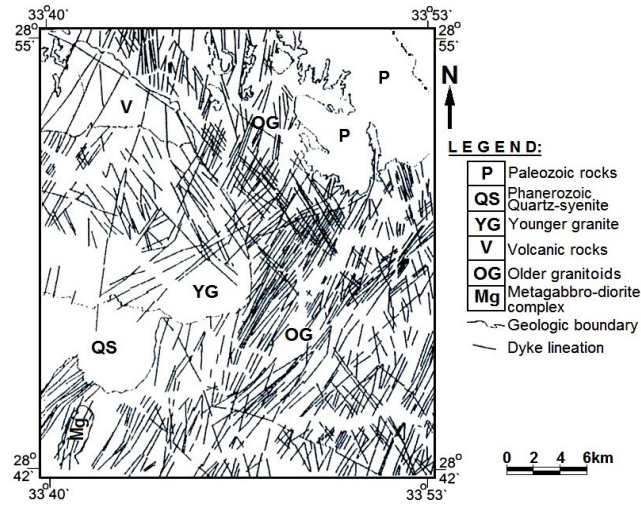 33°40'
33°53'
28°
55'
28°
55'
P
N
V
OG
P
YG
OG
QS
Mg
28°
42'
28°
42'
33°40'
33°53'
LEGEND:
P Paleozoic rocks
QS Phanerozoic
Quartz-syenite
YG Younger granite
V Volcanic rocks
OG Older granitoids
Mg Metagabbro-diorite
complex
Geologic boundary
Dyke lineation
0 2 4 6km